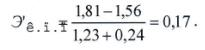 Э'ё.ї.ї = (1,81−1,56)/(1,23+0,24) = 0,17.